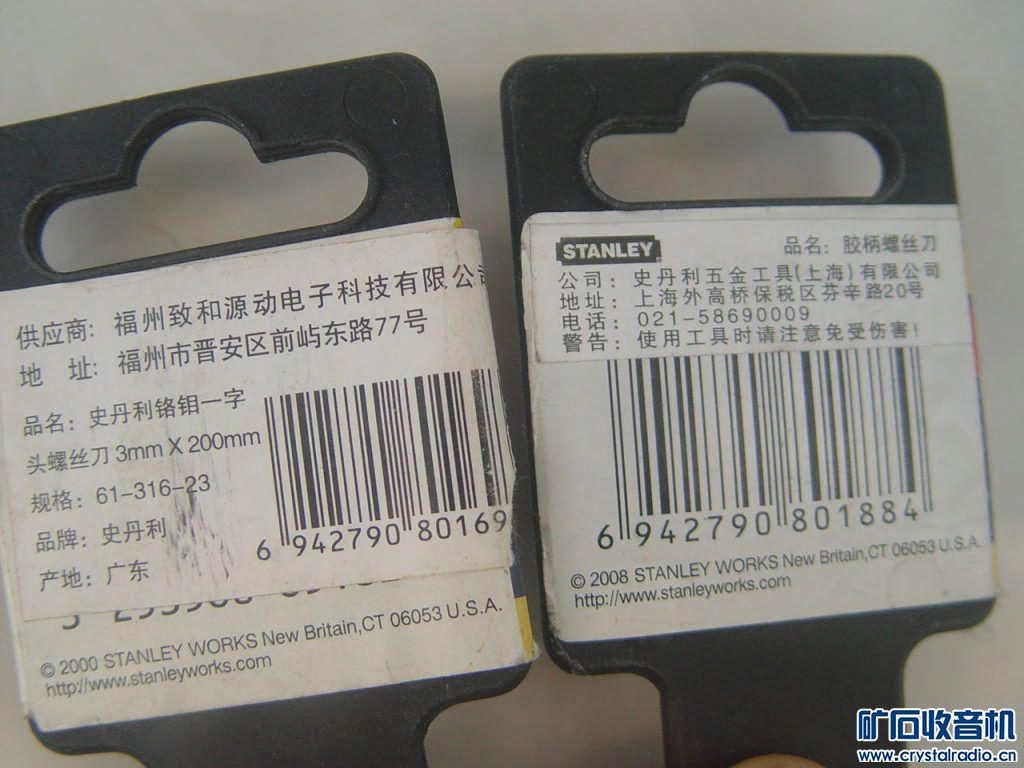 供应商: 福州致和源动电子科技有限公司
地 址: 福州市晋安区前屿东路77号
品名: 史丹利铬钼一字
头螺丝刀 3mm X 200mm
规格: 61-316-23
品牌: 史丹利
产地: 广东
6 942790 80169
© 2000 STANLEY WORKS New Britain,CT 06053 U.S.A.
http://www.stanleyworks.com
STANLEY
品名: 胶柄螺丝刀
公司: 史丹利五金工具(上海)有限公司
地址: 上海外高桥保税区芬辛路20号
电话: 021-58690009
警告: 使用工具时请注意免受伤害!
6 942790 801884
© 2008 STANLEY WORKS New Britain,CT 06053 U.S.A.
http://www.stanleyworks.com
矿石收音机
www.crystalradio.cn